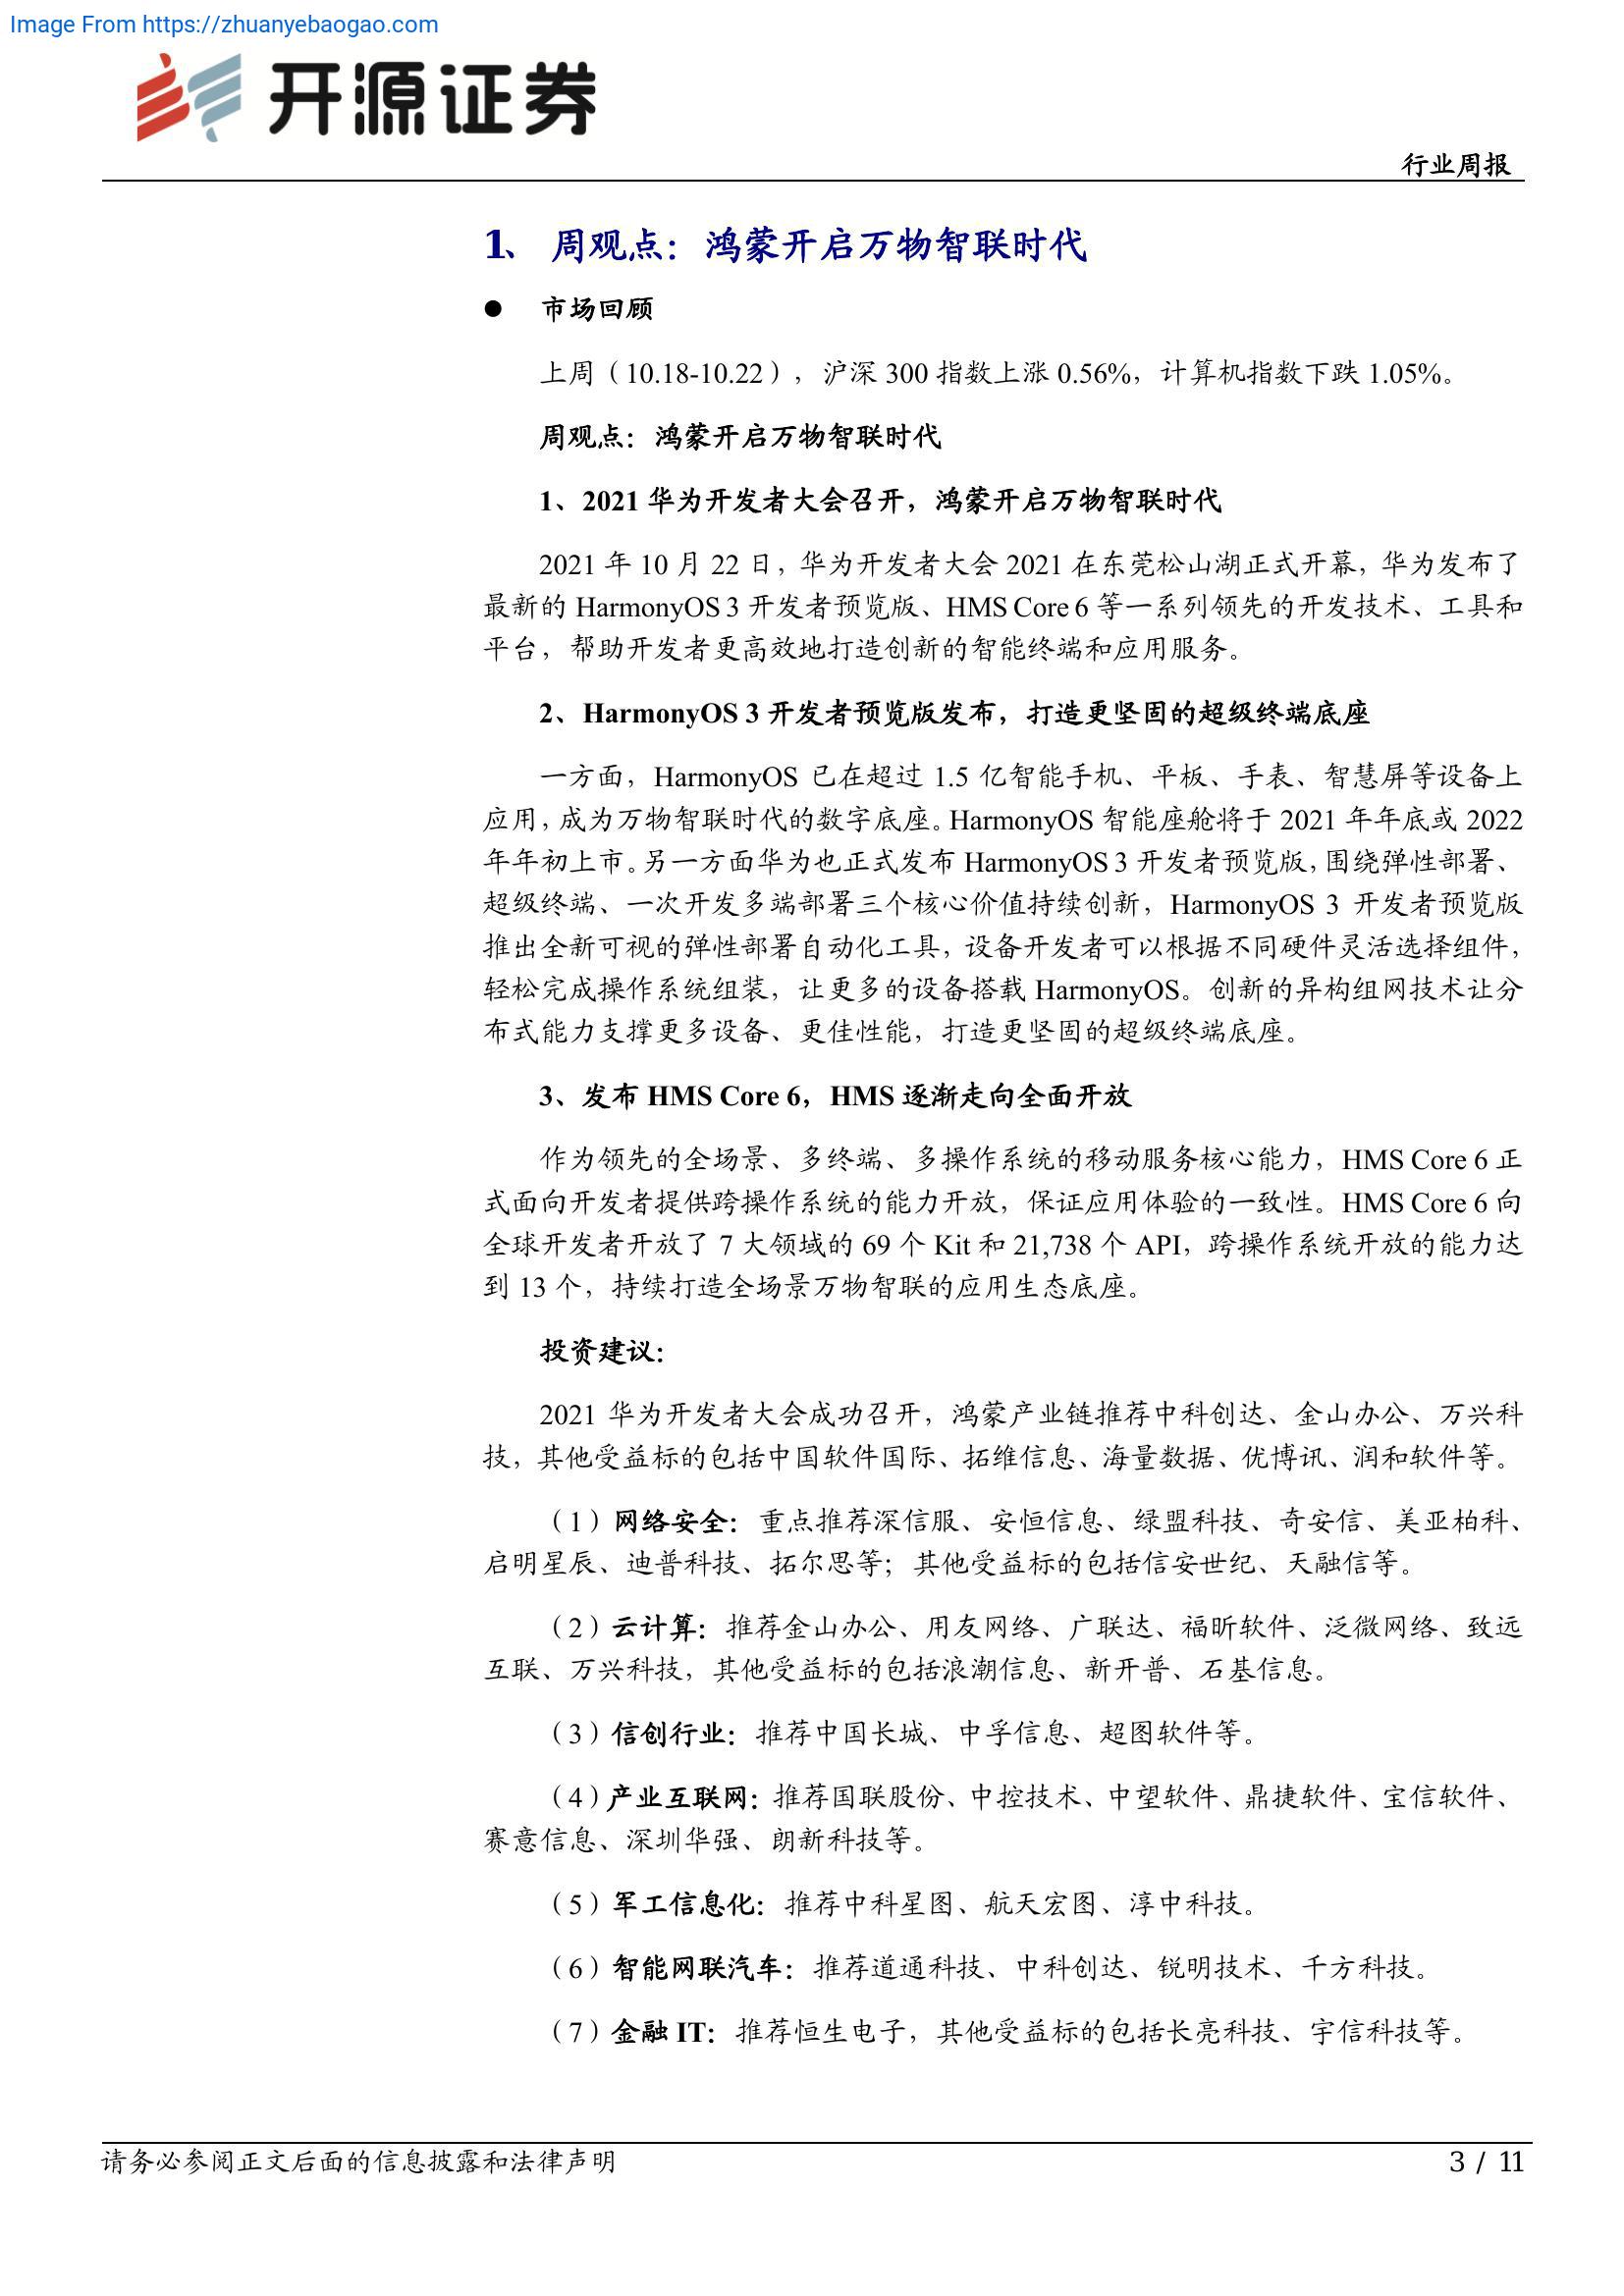 Image From https://zhuanyebaogao.com
开源证券
行业周报
1、 周观点：鸿蒙开启万物智联时代
● 市场回顾
上周（10.18-10.22），沪深 300 指数上涨 0.56%，计算机指数下跌 1.05%。
周观点：鸿蒙开启万物智联时代
1、2021 华为开发者大会召开，鸿蒙开启万物智联时代
2021 年 10 月 22 日，华为开发者大会 2021 在东莞松山湖正式开幕，华为发布了
最新的 HarmonyOS 3 开发者预览版、HMS Core 6 等一系列领先的开发技术、工具和
平台，帮助开发者更高效地打造创新的智能终端和应用服务。
2、HarmonyOS 3 开发者预览版发布，打造更坚固的超级终端底座
一方面，HarmonyOS 已在超过 1.5 亿智能手机、平板、手表、智慧屏等设备上
应用，成为万物智联时代的数字底座。HarmonyOS 智能座舱将于 2021 年年底或 2022
年年初上市。另一方面华为也正式发布 HarmonyOS 3 开发者预览版，围绕弹性部署、
超级终端、一次开发多端部署三个核心价值持续创新，HarmonyOS 3 开发者预览版
推出全新可视的弹性部署自动化工具，设备开发者可以根据不同硬件灵活选择组件，
轻松完成操作系统组装，让更多的设备搭载 HarmonyOS。创新的异构组网技术让分
布式能力支撑更多设备、更佳性能，打造更坚固的超级终端底座。
3、发布 HMS Core 6，HMS 逐渐走向全面开放
作为领先的全场景、多终端、多操作系统的移动服务核心能力，HMS Core 6 正
式面向开发者提供跨操作系统的能力开放，保证应用体验的一致性。HMS Core 6 向
全球开发者开放了 7 大领域的 69 个 Kit 和 21,738 个 API，跨操作系统开放的能力达
到 13 个，持续打造全场景万物智联的应用生态底座。
投资建议：
2021 华为开发者大会成功召开，鸿蒙产业链推荐中科创达、金山办公、万兴科
技，其他受益标的包括中国软件国际、拓维信息、海量数据、优博讯、润和软件等。
（1）网络安全：重点推荐深信服、安恒信息、绿盟科技、奇安信、美亚柏科、
启明星辰、迪普科技、拓尔思等；其他受益标的包括信安世纪、天融信等。
（2）云计算：推荐金山办公、用友网络、广联达、福昕软件、泛微网络、致远
互联、万兴科技，其他受益标的包括浪潮信息、新开普、石基信息。
（3）信创行业：推荐中国长城、中孚信息、超图软件等。
（4）产业互联网：推荐国联股份、中控技术、中望软件、鼎捷软件、宝信软件、
赛意信息、深圳华强、朗新科技等。
（5）军工信息化：推荐中科星图、航天宏图、淳中科技。
（6）智能网联汽车：推荐道通科技、中科创达、锐明技术、千方科技。
（7）金融 IT：推荐恒生电子，其他受益标的包括长亮科技、宇信科技等。
请务必参阅正文后面的信息披露和法律声明
3 / 11